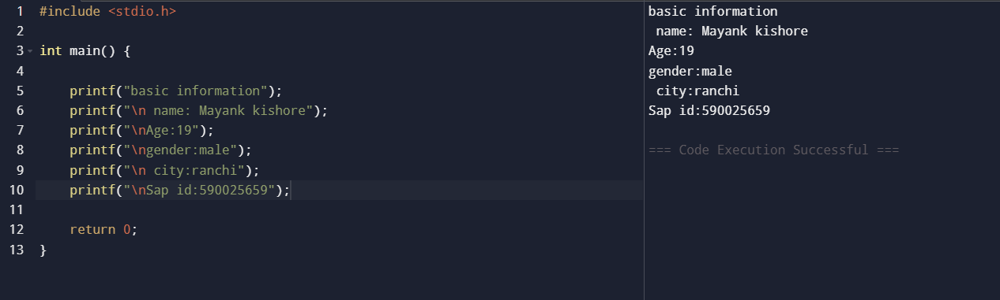 1 #include <stdio.h>
2
3 int main() {
4
5 printf("basic information");
6 printf("\n name: Mayank kishore");
7 printf("\nAge:19");
8 printf("\ngender:male");
9 printf("\n city:ranchi");
10 printf("\nSap id:590025659");
11
12 return 0;
13 }
basic information
name: Mayank kishore
Age:19
gender:male
city:ranchi
Sap id:590025659
=== Code Execution Successful ===